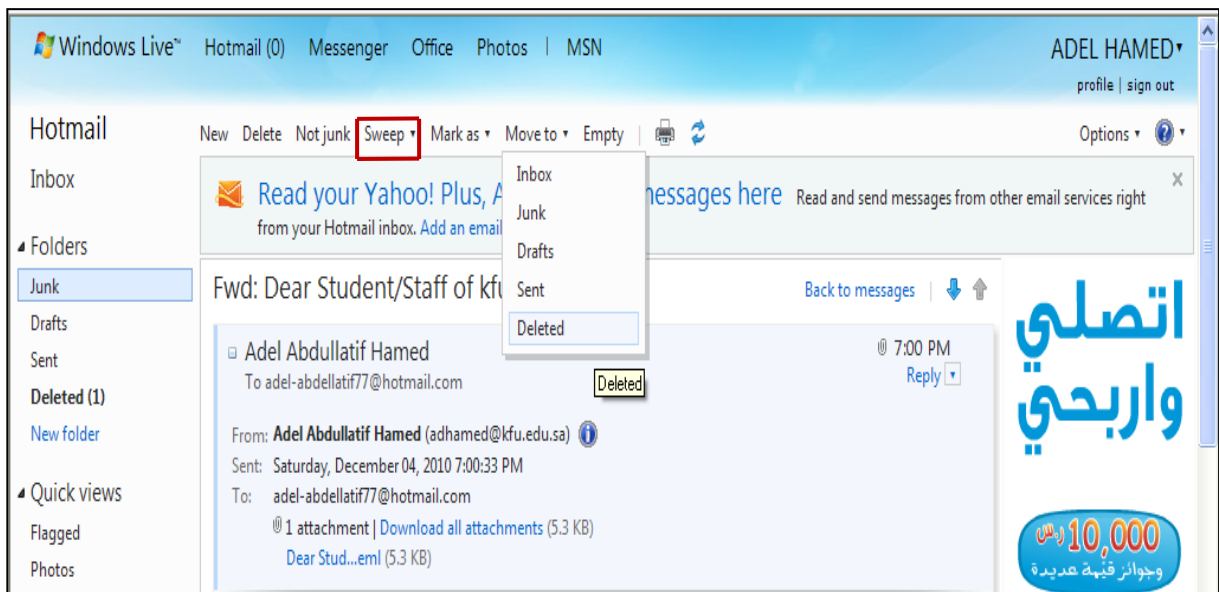 Windows Live™ Hotmail (0) Messenger Office Photos | MSN ADEL HAMED
profile | sign out
Hotmail New Delete Not junk Sweep Mark as Move to Empty Options
Inbox
Folders
Junk
Drafts
Sent
Deleted (1)
New folder
Quick views
Flagged
Photos
Inbox
Junk
Drafts
Sent
Deleted
Deleted
Read your Yahoo! Plus, A messages here Read and send messages from other email services right
from your Hotmail inbox. Add an email
Fwd: Dear Student/Staff of kfu Back to messages |
Adel Abdullatif Hamed 7:00 PM
To adel-abdellatif77@hotmail.com Reply
From: Adel Abdullatif Hamed (adhamed@kfu.edu.sa)
Sent: Saturday, December 04, 2010 7:00:33 PM
To: adel-abdellatif77@hotmail.com
1 attachment | Download all attachments (5.3 KB)
Dear Stud...eml (5.3 KB)
اتصلي
واربحي
10,000 ر.س
وجوائز قيّمة عديدة